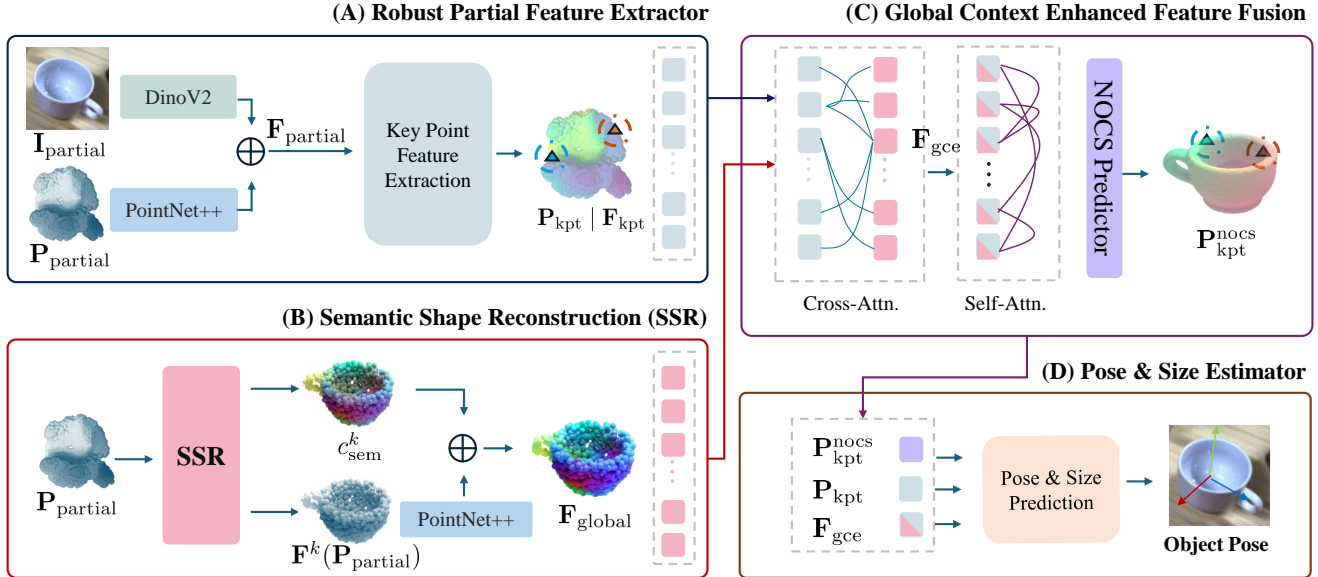 (A) Robust Partial Feature Extractor
I_partial
DinoV2
P_partial
PointNet++
F_partial
Key Point
Feature
Extraction
P_kpt | F_kpt
(B) Semantic Shape Reconstruction (SSR)
P_partial
SSR
c^k_sem
F^k(P_partial)
PointNet++
F_global
(C) Global Context Enhanced Feature Fusion
Cross-Attn.
F_gce
Self-Attn.
NOCS Predictor
P^nocs_kpt
(D) Pose & Size Estimator
P^nocs_kpt
P_kpt
F_gce
Pose & Size
Prediction
Object Pose